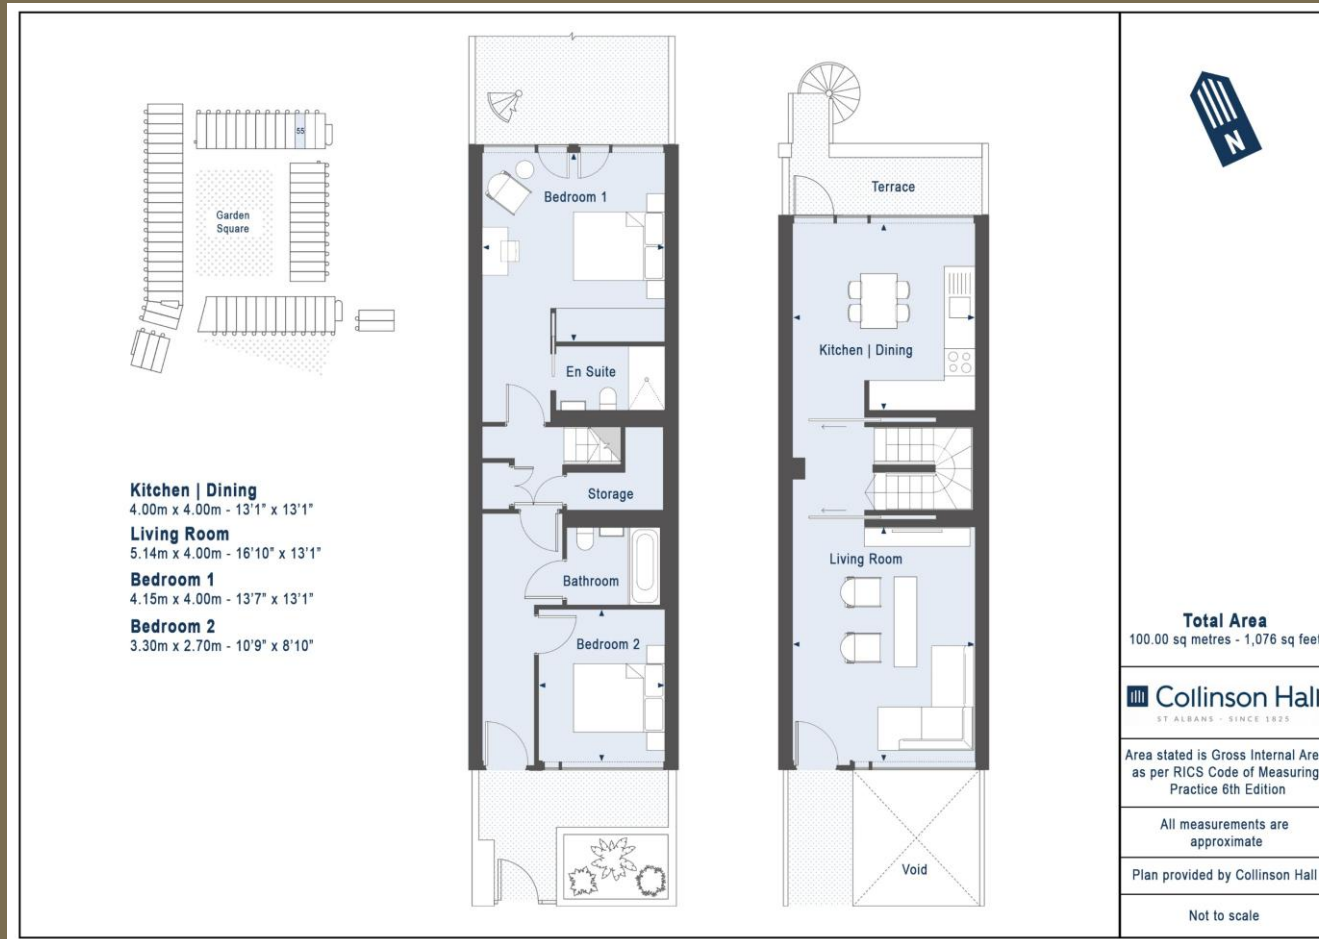 55
Garden
Square
Kitchen | Dining
4.00m x 4.00m - 13'1" x 13'1"
Living Room
5.14m x 4.00m - 16'10" x 13'1"
Bedroom 1
4.15m x 4.00m - 13'7" x 13'1"
Bedroom 2
3.30m x 2.70m - 10'9" x 8'10"
Bedroom 1
En Suite
Storage
Bathroom
Bedroom 2
Terrace
Kitchen | Dining
Living Room
Void
N
Total Area
100.00 sq metres - 1,076 sq feet
Collinson Hall
ST ALBANS - SINCE 1825
Area stated is Gross Internal Are
as per RICS Code of Measuring
Practice 6th Edition
All measurements are
approximate
Plan provided by Collinson Hall
Not to scale